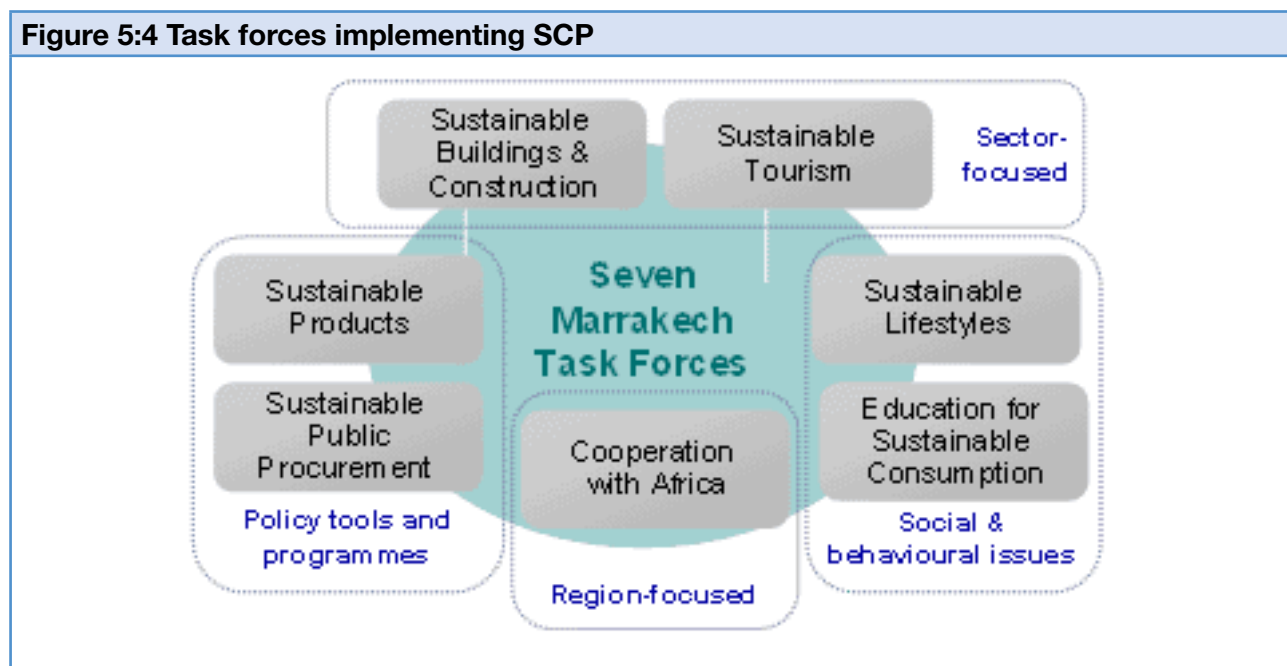 Figure 5:4 Task forces implementing SCP
Sustainable
Buildings &
Construction
Sustainable
Tourism
Sector-
focused
Sustainable
Products
Seven
Marrakech
Task Forces
Sustainable
Lifestyles
Sustainable
Public
Procurement
Cooperation
with Africa
Education for
Sustainable
Consumption
Policy tools and
programmes
Region-focused
Social &
behavioural issues